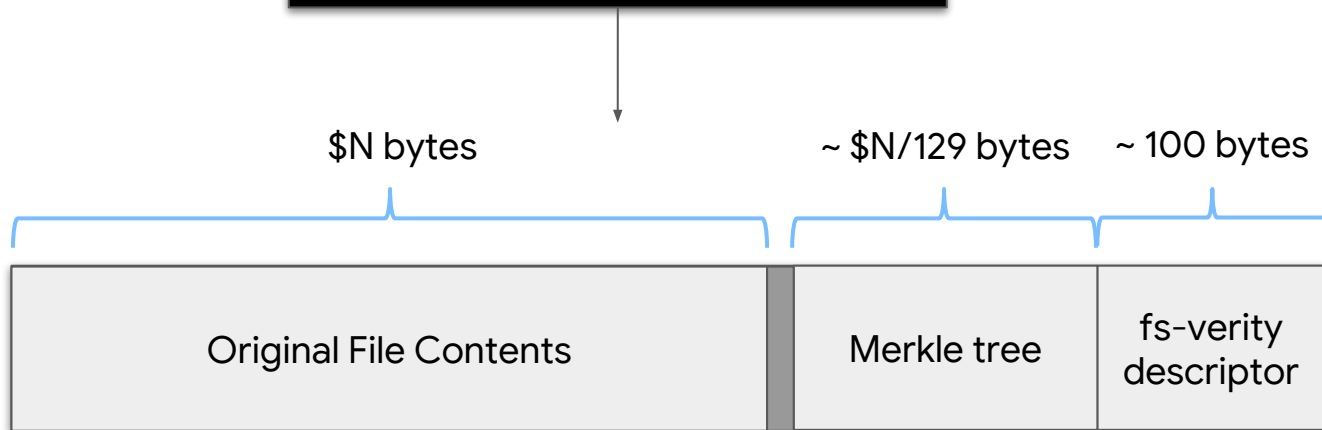 $N bytes
~ $N/129 bytes
~ 100 bytes
Original File Contents
Merkle tree
fs-verity
descriptor